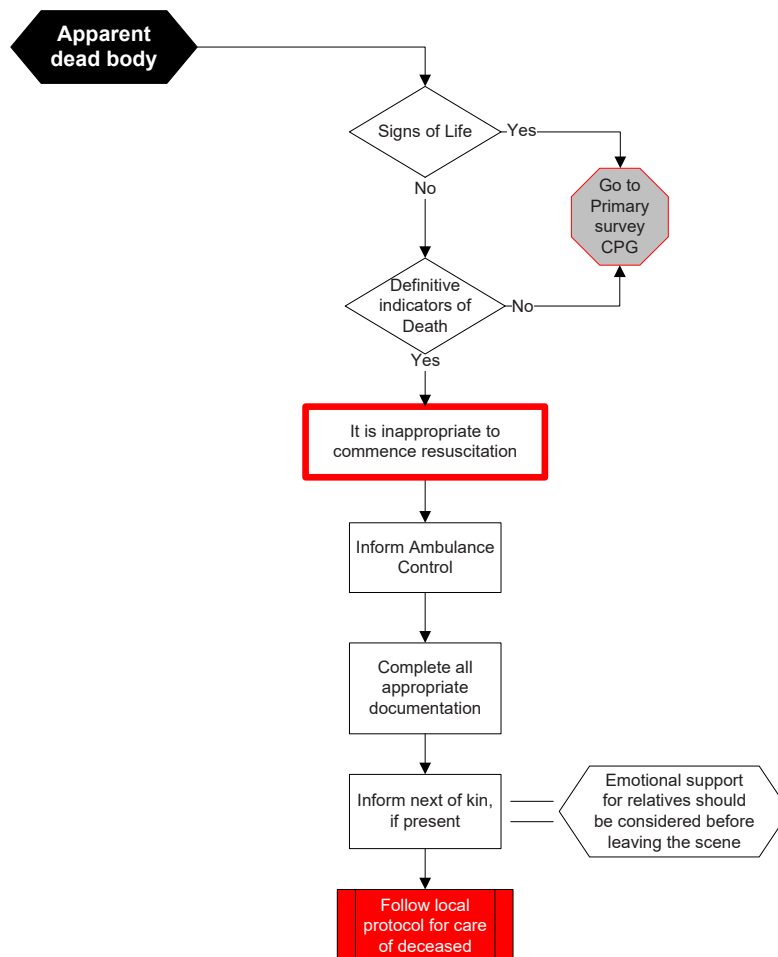 Apparent
dead body
Signs of Life
Yes
No
Go to
Primary
survey
CPG
Definitive
indicators of
Death
No
Yes
It is inappropriate to
commence resuscitation
Inform Ambulance
Control
Complete all
appropriate
documentation
Inform next of kin,
if present
Emotional support
for relatives should
be considered before
leaving the scene
Follow local
protocol for care
of deceased